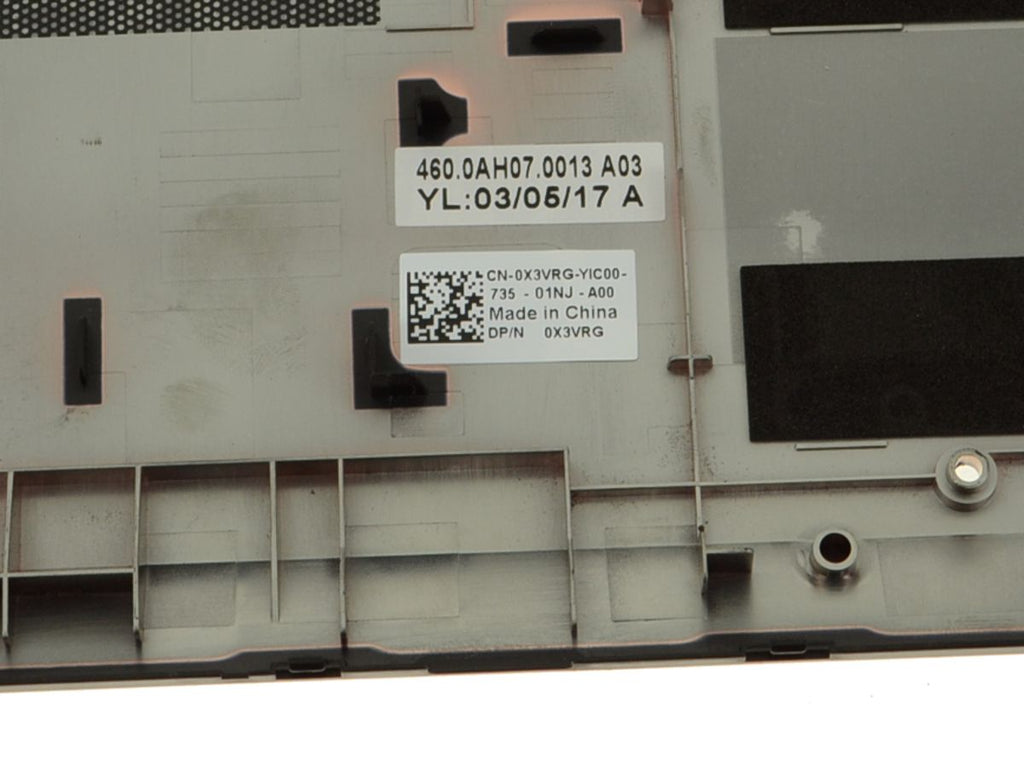 460.0AH07.0013 A03
YL:03/05/17 A
CN-0X3VRG-YIC00-
735 - 01NJ - A00
Made in China
DP/N 0X3VRG